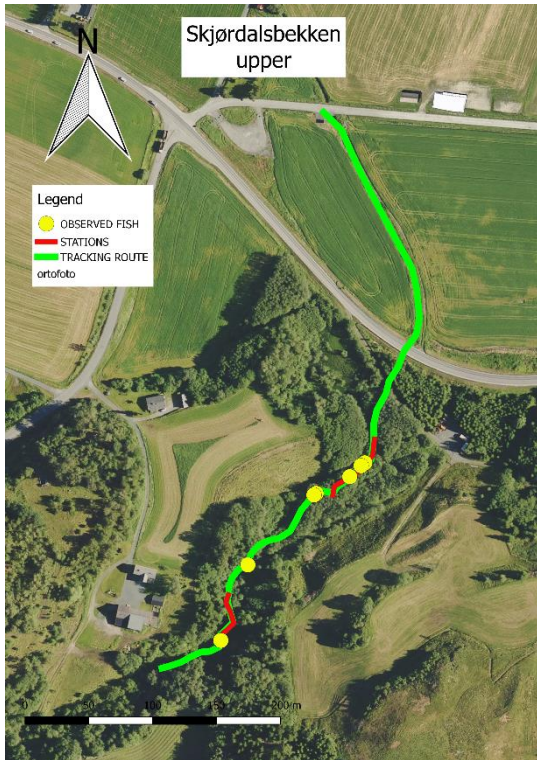 Skjørdalsbekken
upper
N
Legend
OBSERVED FISH
STATIONS
TRACKING ROUTE
ortofoto
0 50 100 150 200 m